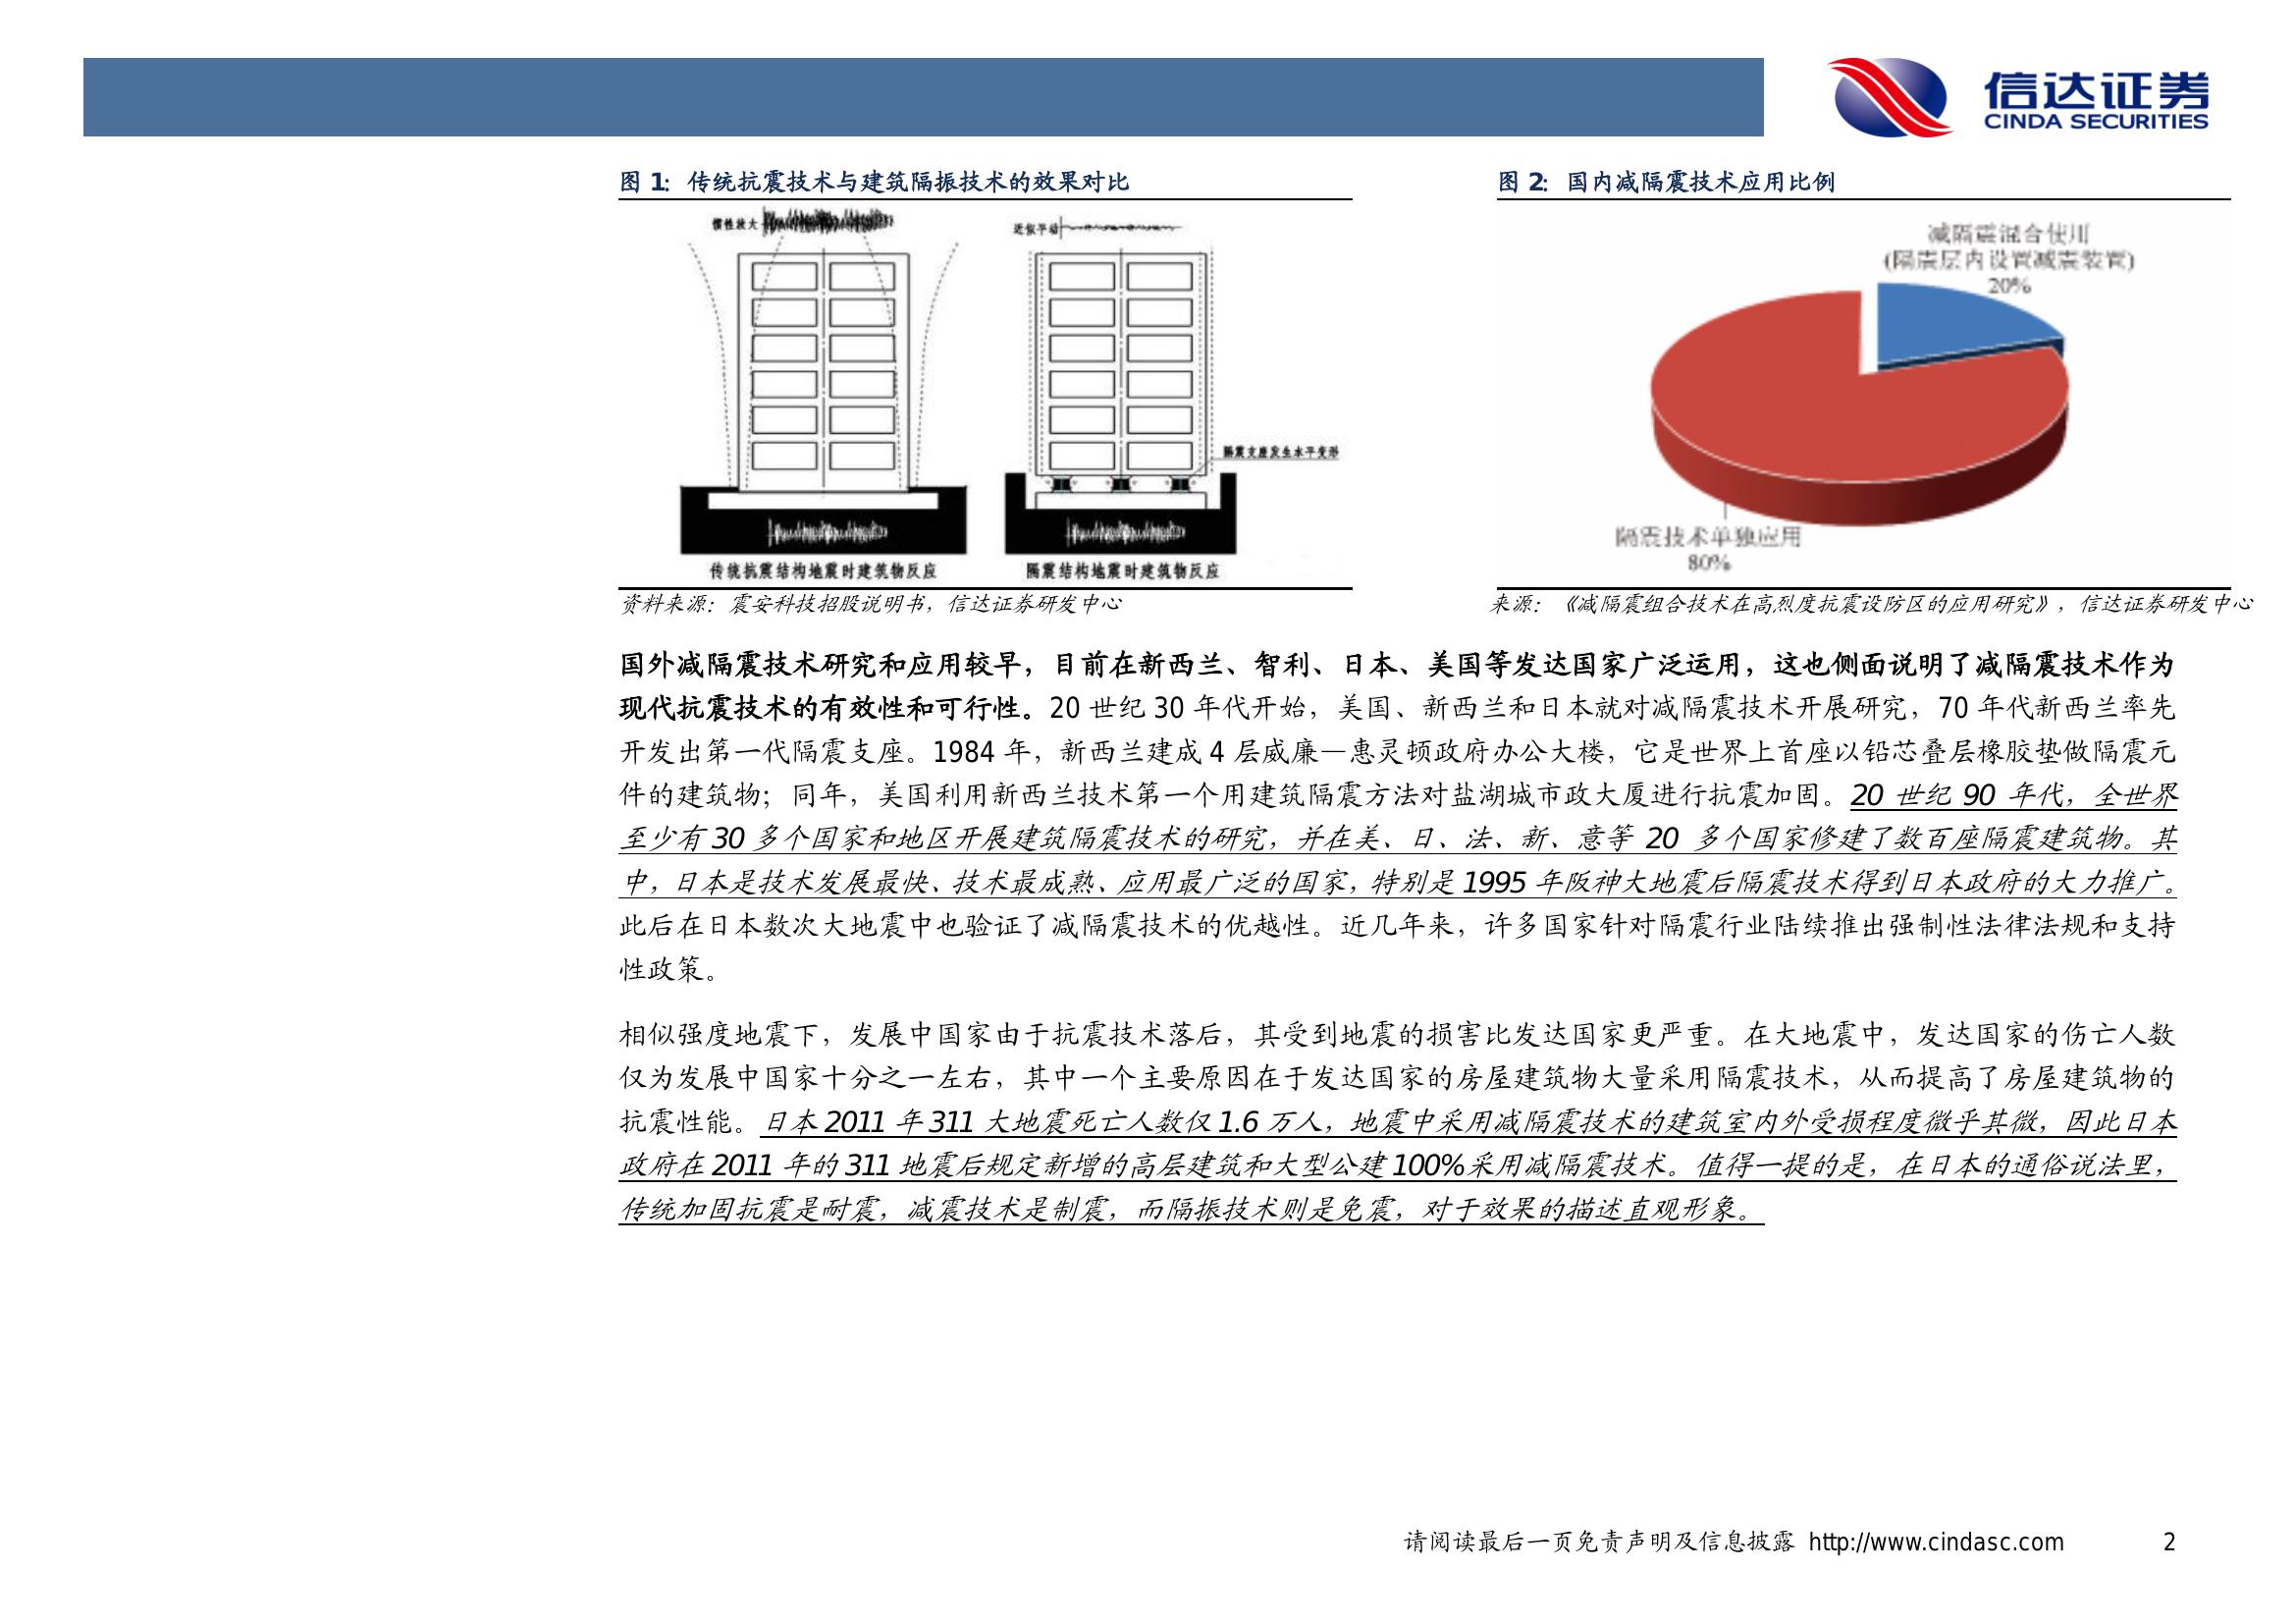 信达证券
CINDA SECURITIES
图 1：传统抗震技术与建筑隔振技术的效果对比
惯性放大
传统抗震结构地震时建筑物反应
近似平动
隔震支座发生水平变形
隔震结构地震时建筑物反应
资料来源：震安科技招股说明书，信达证券研发中心
图 2：国内减隔震技术应用比例
减隔震混合使用
(隔震层内设置减震装置)
20%
隔震技术单独应用
80%
来源：《减隔震组合技术在高烈度抗震设防区的应用研究》，信达证券研发中心
国外减隔震技术研究和应用较早，目前在新西兰、智利、日本、美国等发达国家广泛运用，这也侧面说明了减隔震技术作为
现代抗震技术的有效性和可行性。20 世纪 30 年代开始，美国、新西兰和日本就对减隔震技术开展研究，70 年代新西兰率先
开发出第一代隔震支座。1984 年，新西兰建成 4 层威廉—惠灵顿政府办公大楼，它是世界上首座以铅芯叠层橡胶垫做隔震元
件的建筑物；同年，美国利用新西兰技术第一个用建筑隔震方法对盐湖城市政大厦进行抗震加固。20 世纪 90 年代，全世界
至少有 30 多个国家和地区开展建筑隔震技术的研究，并在美、日、法、新、意等 20 多个国家修建了数百座隔震建筑物。其
中，日本是技术发展最快、技术最成熟、应用最广泛的国家，特别是 1995 年阪神大地震后隔震技术得到日本政府的大力推广。
此后在日本数次大地震中也验证了减隔震技术的优越性。近几年来，许多国家针对隔震行业陆续推出强制性法律法规和支持
性政策。
相似强度地震下，发展中国家由于抗震技术落后，其受到地震的损害比发达国家更严重。在大地震中，发达国家的伤亡人数
仅为发展中国家十分之一左右，其中一个主要原因在于发达国家的房屋建筑物大量采用隔震技术，从而提高了房屋建筑物的
抗震性能。日本 2011 年 311 大地震死亡人数仅 1.6 万人，地震中采用减隔震技术的建筑室内外受损程度微乎其微，因此日本
政府在 2011 年的 311 地震后规定新增的高层建筑和大型公建 100%采用减隔震技术。值得一提的是，在日本的通俗说法里，
传统加固抗震是耐震，减震技术是制震，而隔振技术则是免震，对于效果的描述直观形象。
请阅读最后一页免责声明及信息披露 http://www.cindasc.com 2